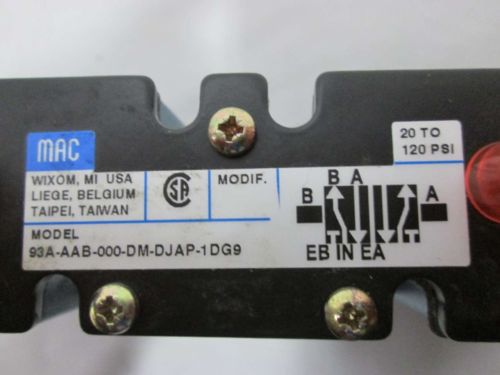 MAC
WIXOM, MI USA
LIEGE, BELGIUM
TAIPEI, TAIWAN
SA
MODIF.
20 TO
120 PSI
MODEL
93A-AAB-000-DM-DJAP-1DG9
B A
B A
EB IN EA